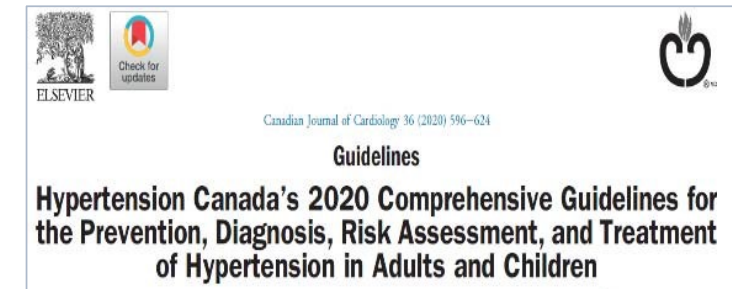 Check for
updates
ELSEVIER
Canadian Journal of Cardiology 36 (2020) 596–624
Guidelines
Hypertension Canada's 2020 Comprehensive Guidelines for
the Prevention, Diagnosis, Risk Assessment, and Treatment
of Hypertension in Adults and Children